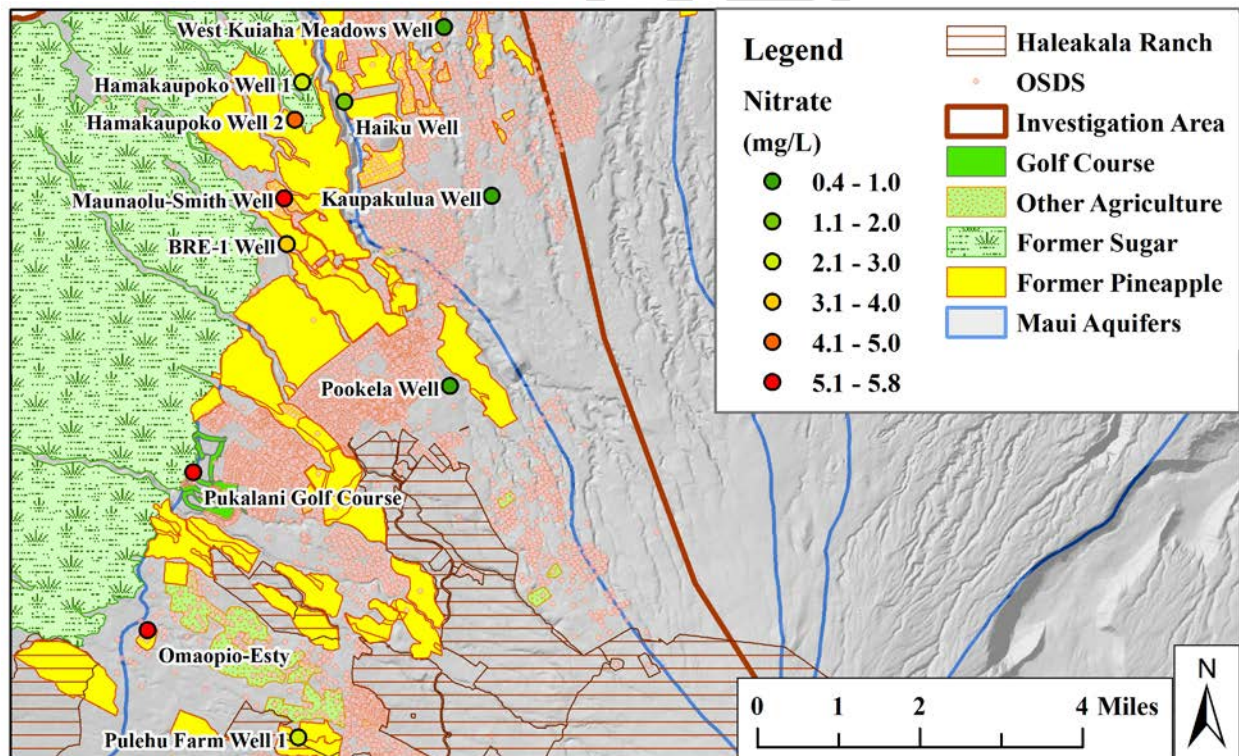 West Kuiaha Meadows Well
Hamakaupoko Well 1
Haiku Well
Hamakaupoko Well 2
Maunaolu-Smith Well
Kaupakulua Well
BRE-1 Well
Pookela Well
Pukalani Golf Course
Omaopio-Esty
Pulehu Farm Well 1
Legend
Nitrate
(mg/L)
0.4 - 1.0
1.1 - 2.0
2.1 - 3.0
3.1 - 4.0
4.1 - 5.0
5.1 - 5.8
Haleakala Ranch
OSDS
Investigation Area
Golf Course
Other Agriculture
Former Sugar
Former Pineapple
Maui Aquifers
0 1 2 4 Miles
N